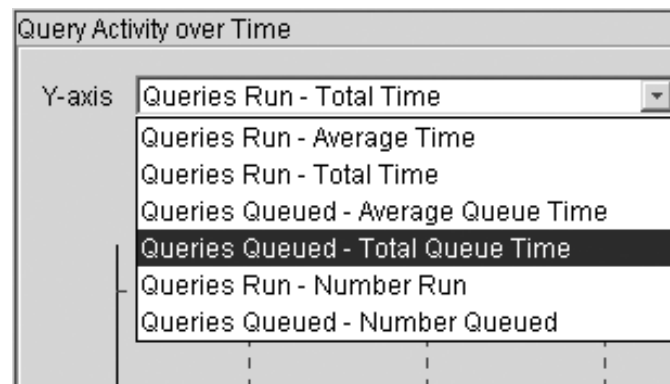 Query Activity over Time
Y-axis Queries Run - Total Time
Queries Run - Average Time
Queries Run - Total Time
Queries Queued - Average Queue Time
Queries Queued - Total Queue Time
Queries Run - Number Run
Queries Queued - Number Queued